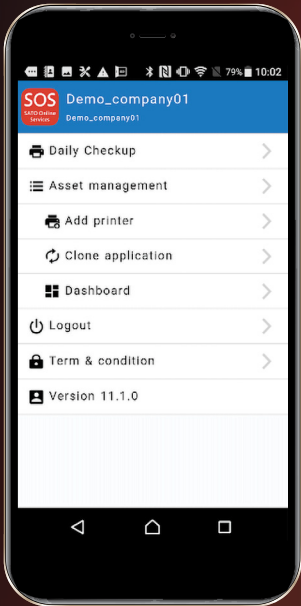 79% 10:02
SOS
SATO Online
Services
Demo_company01
Demo_company01
Daily Checkup
Asset management
Add printer
Clone application
Dashboard
Logout
Term & condition
Version 11.1.0